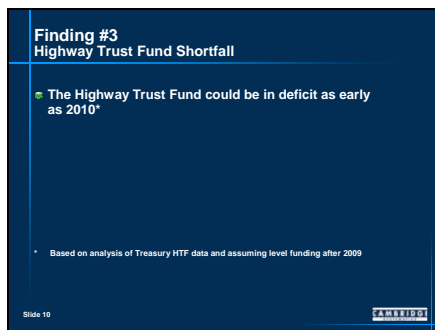 Finding #3
Highway Trust Fund Shortfall
The Highway Trust Fund could be in deficit as early
as 2010*
* Based on analysis of Treasury HTF data and assuming level funding after 2009
Slide 10
CAMBRIDGE